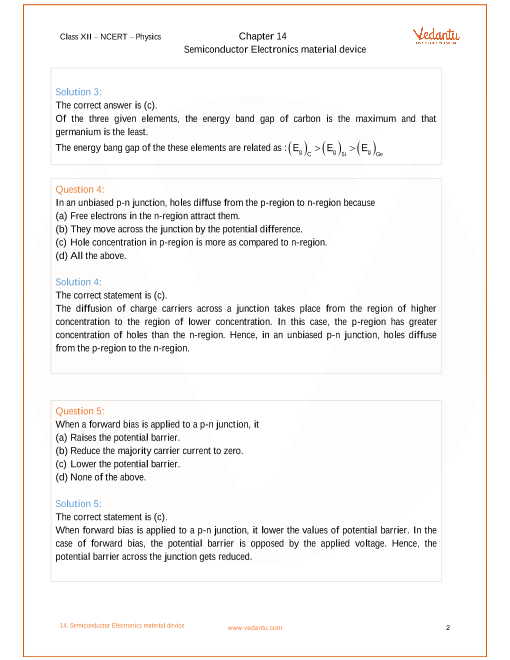 Class XII – NCERT – Physics
Chapter 14
Vedantu
Semiconductor Electronics material device
Solution 3:
The correct answer is (c).
Of the three given elements, the energy band gap of carbon is the maximum and that
germanium is the least.
The energy bang gap of the these elements are related as : (Eg)C > (Eg)Si > (Eg)Ge
Question 4:
In an unbiased p-n junction, holes diffuse from the p-region to n-region because
(a) Free electrons in the n-region attract them.
(b) They move across the junction by the potential difference.
(c) Hole concentration in p-region is more as compared to n-region.
(d) All the above.
Solution 4:
The correct statement is (c).
The diffusion of charge carriers across a junction takes place from the region of higher
concentration to the region of lower concentration. In this case, the p-region has greater
concentration of holes than the n-region. Hence, in an unbiased p-n junction, holes diffuse
from the p-region to the n-region.
Question 5:
When a forward bias is applied to a p-n junction, it
(a) Raises the potential barrier.
(b) Reduce the majority carrier current to zero.
(c) Lower the potential barrier.
(d) None of the above.
Solution 5:
The correct statement is (c).
When forward bias is applied to a p-n junction, it lower the values of potential barrier. In the
case of forward bias, the potential barrier is opposed by the applied voltage. Hence, the
potential barrier across the junction gets reduced.
14. Semiconductor Electronics material device
www.vedantu.com
2